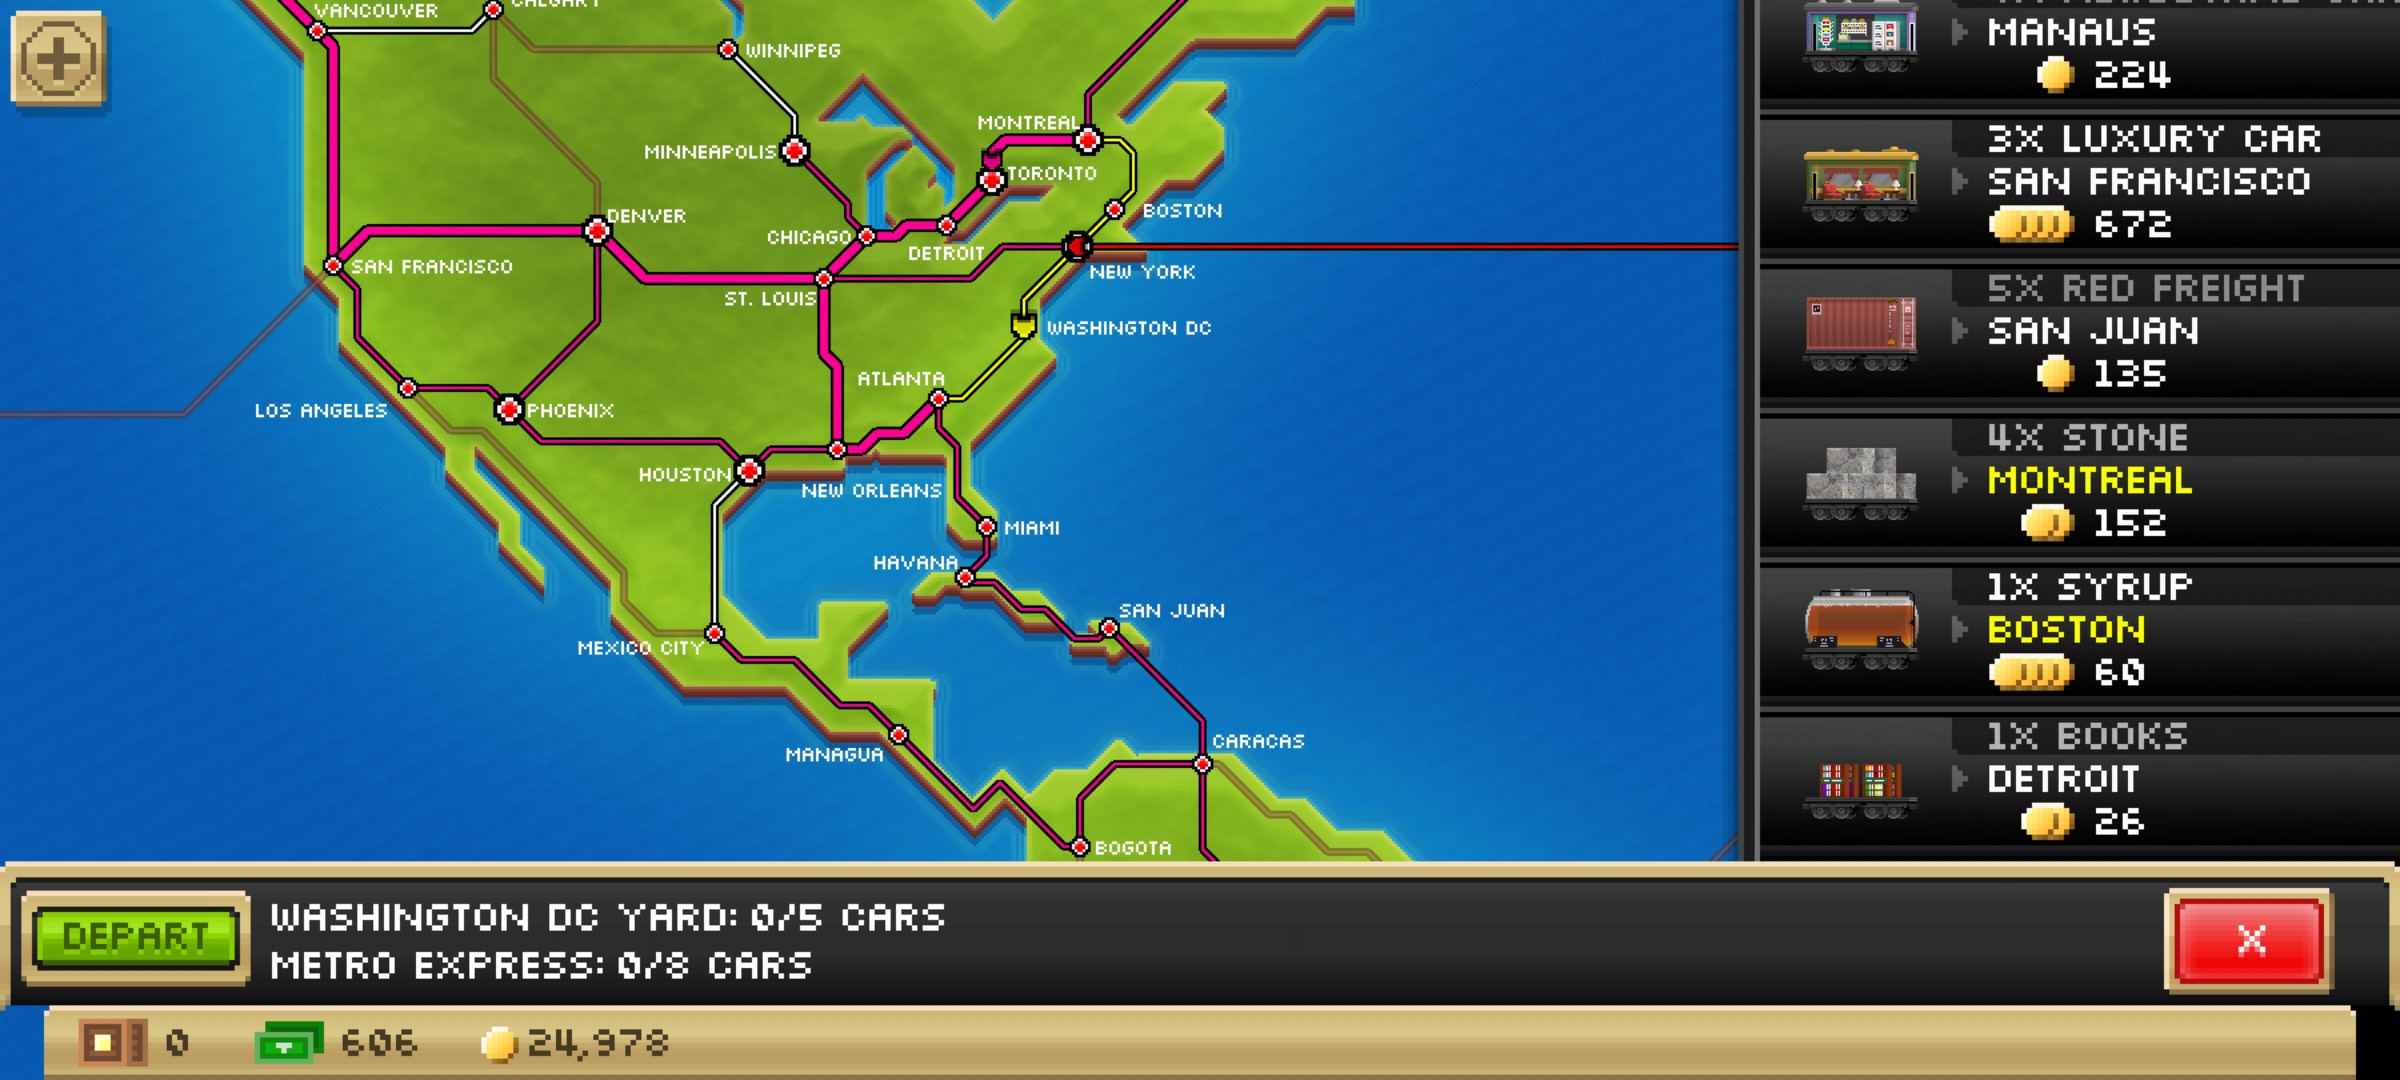 VANCOUVER
CALGARY
WINNIPEG
MINNEAPOLIS
MONTREAL
TORONTO
DENVER
BOSTON
CHICAGO
DETROIT
SAN FRANCISCO
NEW YORK
ST. LOUIS
WASHINGTON DC
ATLANTA
LOS ANGELES
PHOENIX
HOUSTON
NEW ORLEANS
MIAMI
HAVANA
SAN JUAN
MEXICO CITY
MANAGUA
CARACAS
BOGOTA
MANAUS
224
3X LUXURY CAR
SAN FRANCISCO
672
5X RED FREIGHT
SAN JUAN
135
4X STONE
MONTREAL
152
1X SYRUP
BOSTON
60
1X BOOKS
DETROIT
26
DEPART
WASHINGTON DC YARD: 0/5 CARS
METRO EXPRESS: 0/8 CARS
X
0
606
24,978